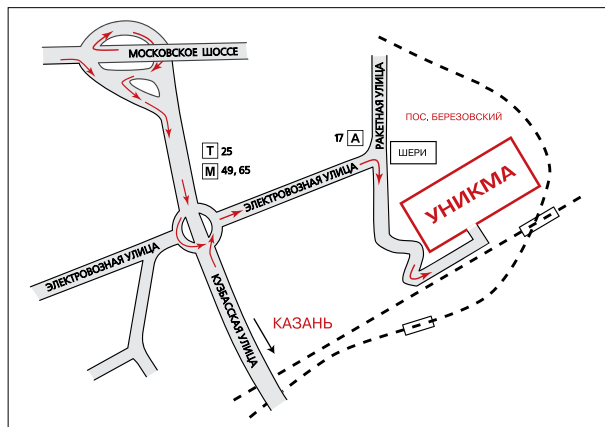 МОСКОВСКОЕ ШОССЕ
Т 25
М 49, 65
17 А
РАКЕТНАЯ УЛИЦА
ШЕРИ
ПОС, БЕРЕЗОВСКИЙ
УНИКМА
ЭЛЕКТРОВОЗНАЯ УЛИЦА
ЭЛЕКТРОВОЗНАЯ УЛИЦА
КУЗБАССКАЯ УЛИЦА
КАЗАНЬ